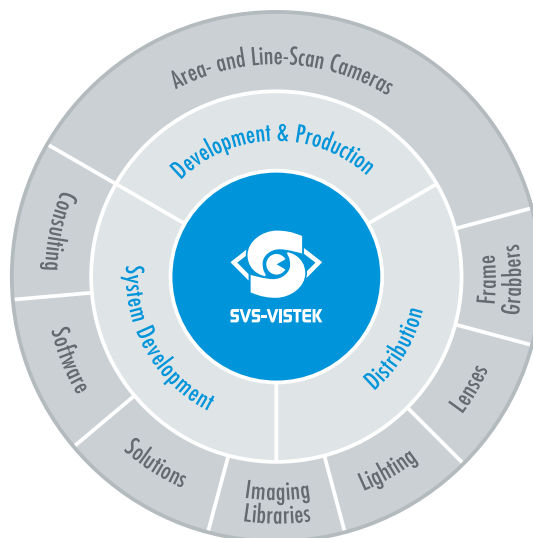 Area- and Line-Scan Cameras
Development & Production
Consulting
System Development
SVS-VISTEK
Distribution
Frame
Grabbers
Software
Lenses
Solutions
Imaging
Libraries
Lighting